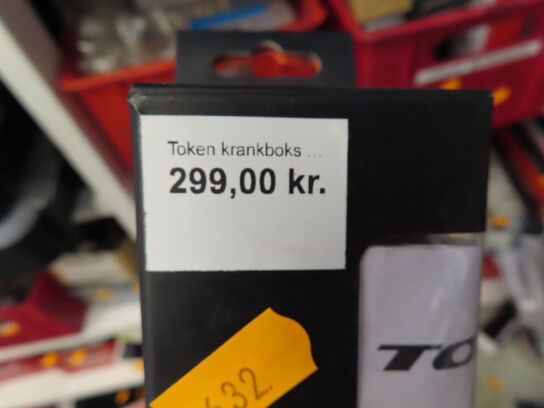 Token krankboks ...
299,00 kr.
632
TO